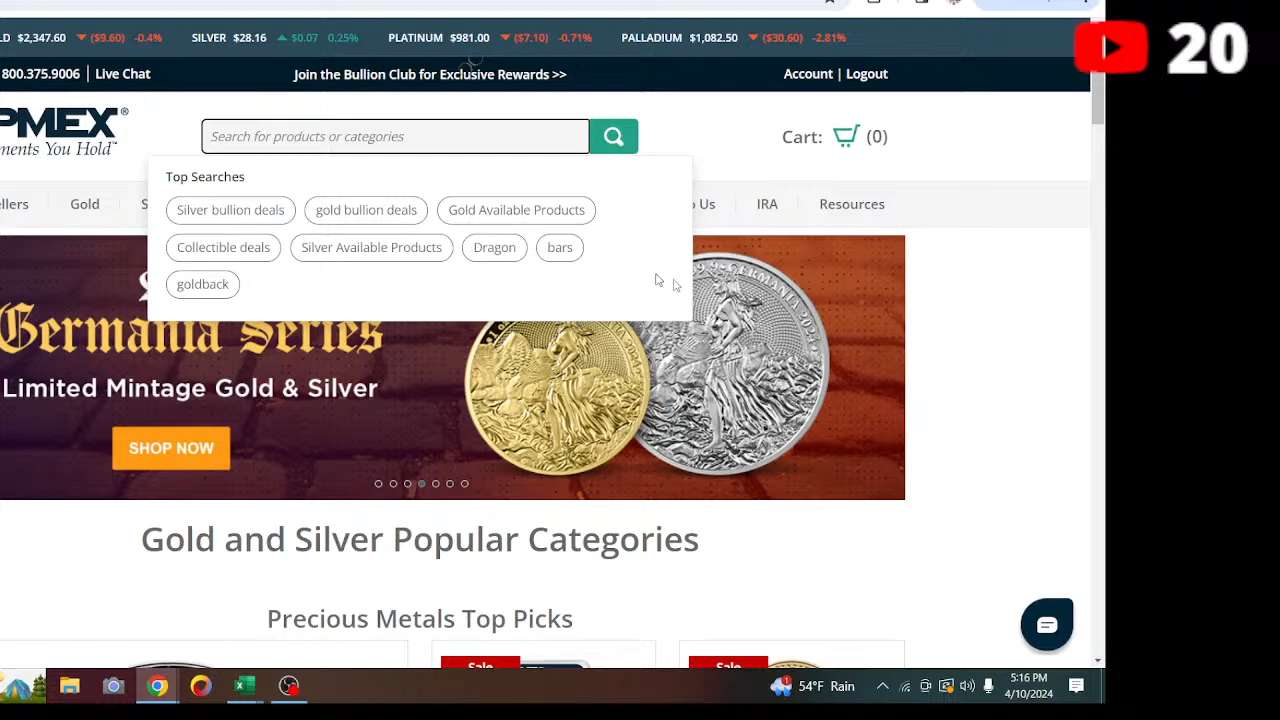 D $2,347.60 ($9.60) -0.4% SILVER $28.16 $0.07 0.25% PLATINUM $981.00 ($7.10) -0.71% PALLADIUM $1,082.50 ($30.60) -2.81%
20
800.375.9006 Live Chat Join the Bullion Club for Exclusive Rewards >> Account | Logout
PMEX®
ments You Hold™
Search for products or categories
Cart: (0)
Top Searches
llers Gold S o Us IRA Resources
Silver bullion deals gold bullion deals Gold Available Products
Collectible deals Silver Available Products Dragon bars
goldback
Germania Series
Limited Mintage Gold & Silver
SHOP NOW
Gold and Silver Popular Categories
Precious Metals Top Picks
Sale Sale
1 54°F Rain 5:16 PM
4/10/2024